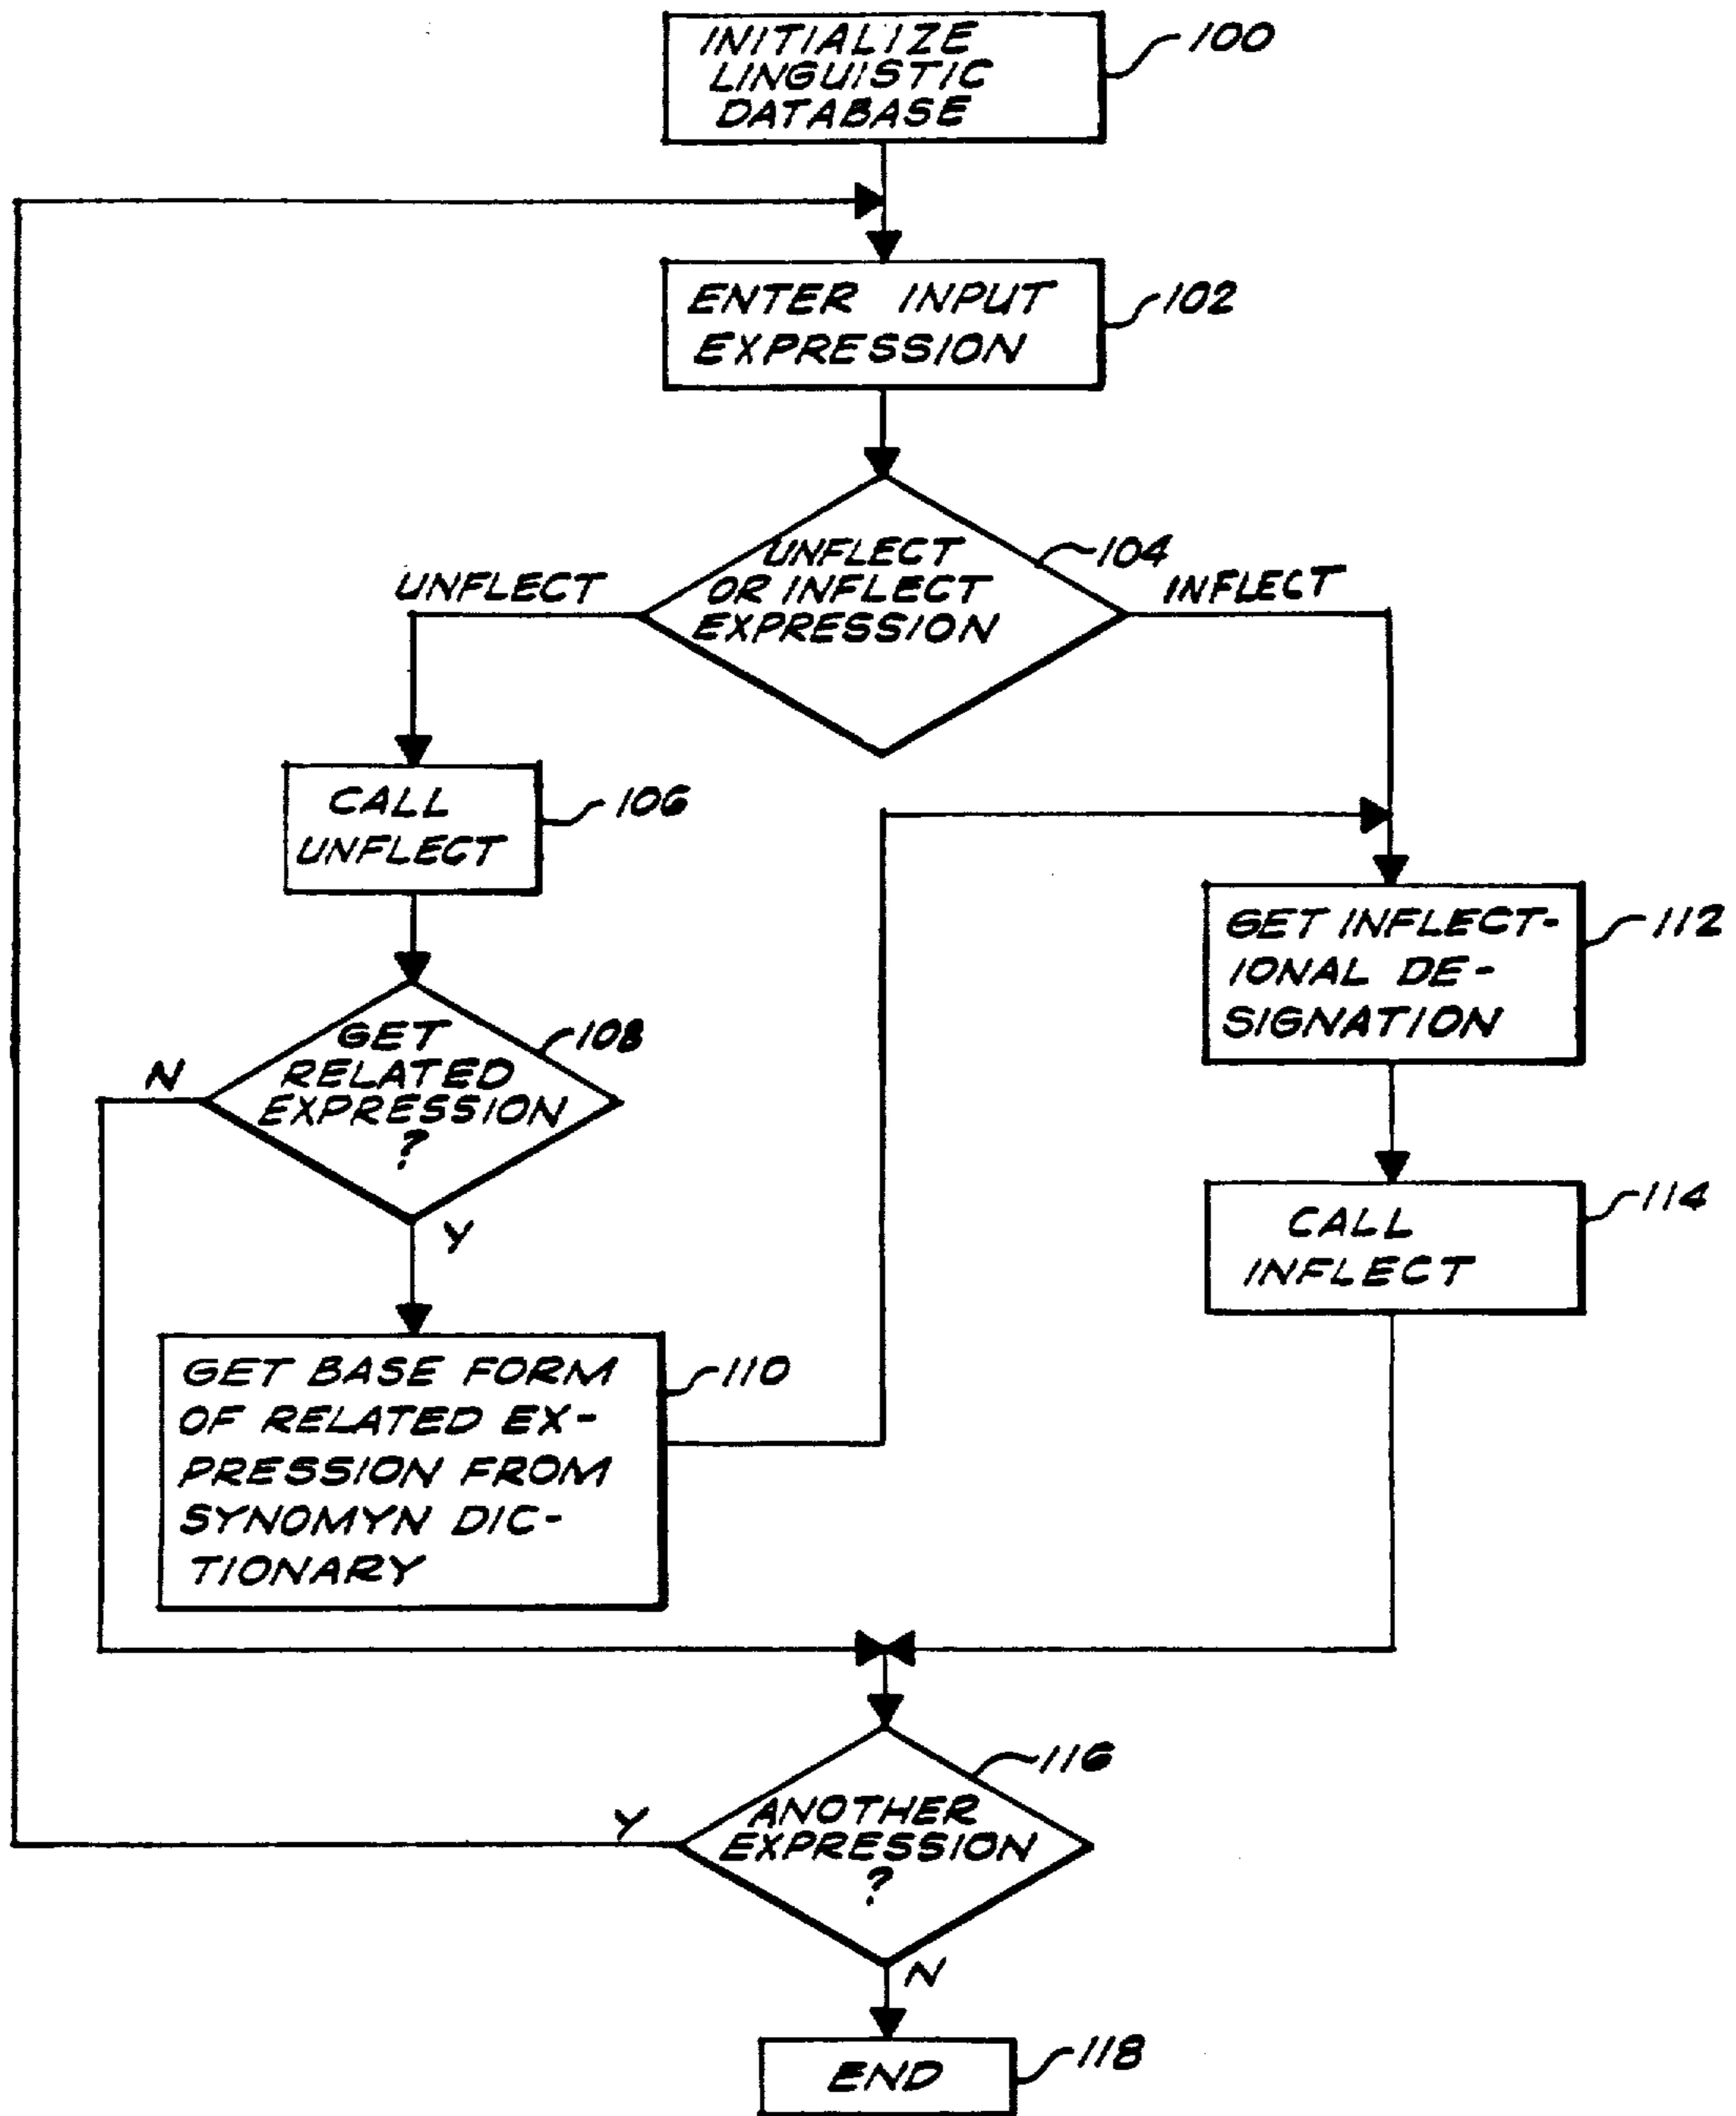 INITIALIZE
LINGUISTIC
DATABASE
100
ENTER INPUT
EXPRESSION
102
UNFLECT
OR INFLECT
EXPRESSION
104
UNFLECT
INFLECT
CALL
UNFLECT
106
GET
RELATED
EXPRESSION
?
108
N
Y
GET BASE FORM
OF RELATED EX-
PRESSION FROM
SYNOMYN DIC-
TIONARY
110
GET INFLECT-
IONAL DE-
SIGNATION
112
CALL
INFLECT
114
ANOTHER
EXPRESSION
?
116
Y
N
END
118